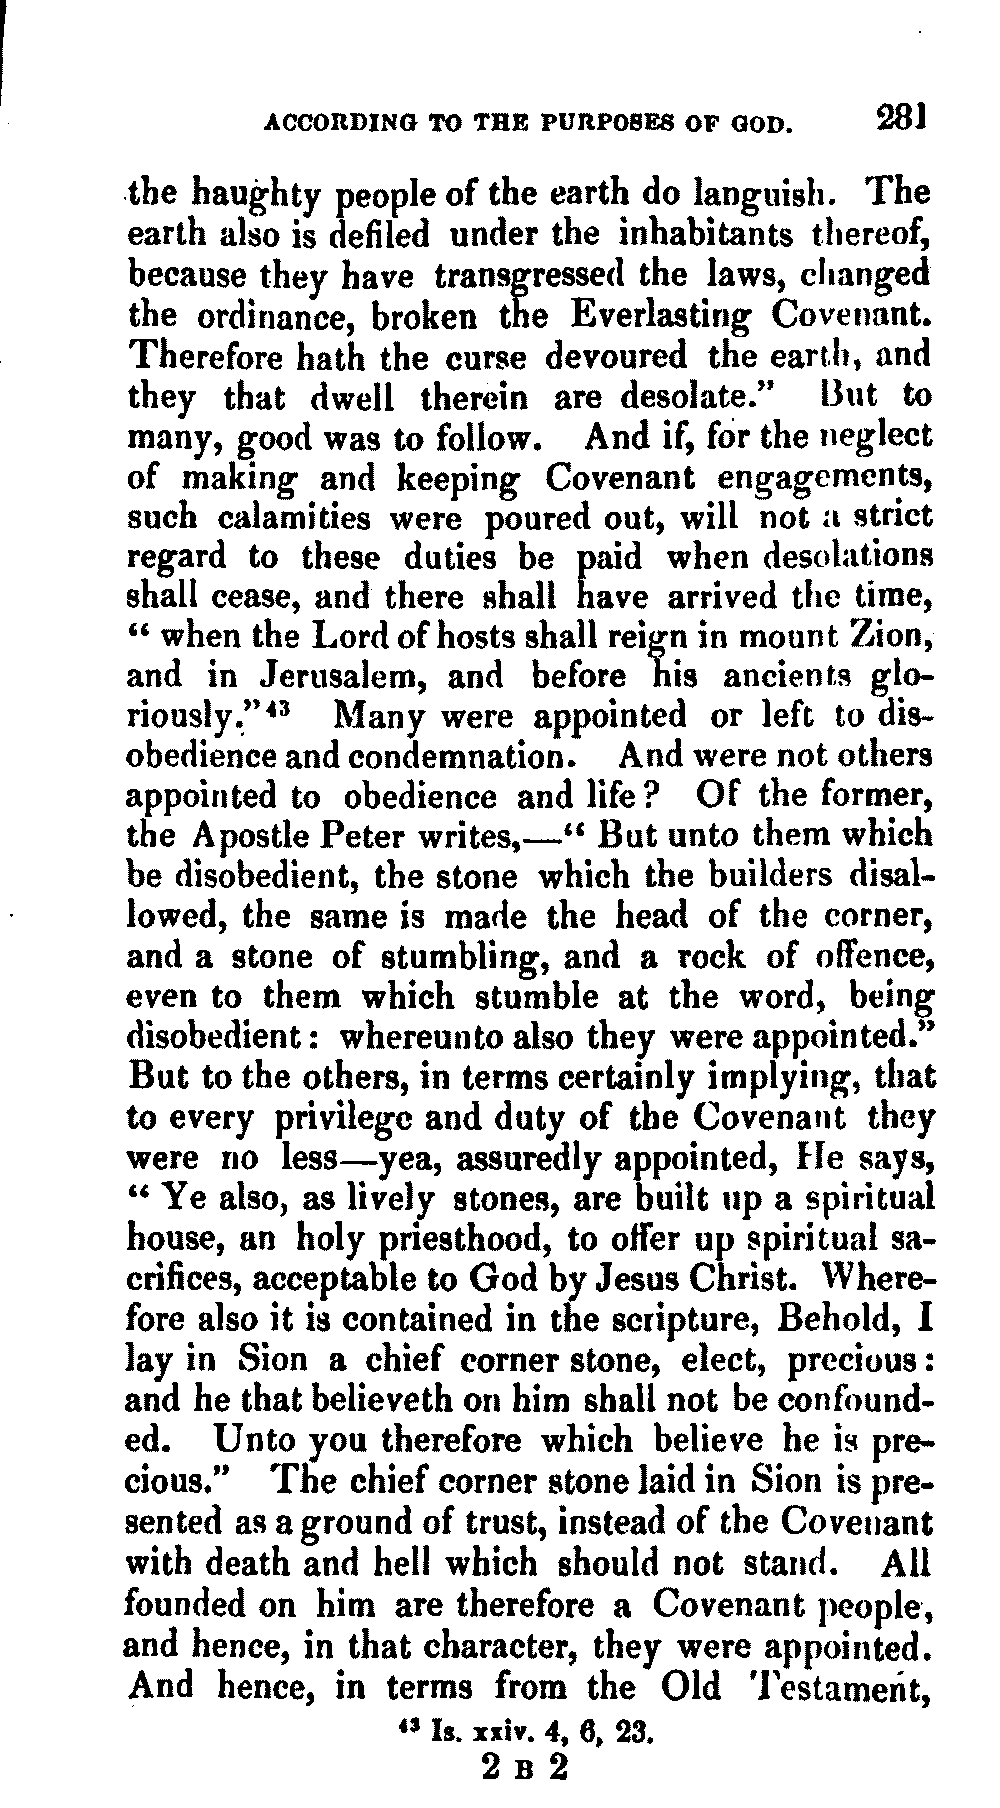 ACCORDING TO THE PURPOSES OF GOD. 281
the haughty people of the earth do languish. The
earth also is defiled under the inhabitants thereof,
because they have transgressed the laws, changed
the ordinance, broken the Everlasting Covenant.
Therefore hath the curse devoured the earth, and
they that dwell therein are desolate.” But to
many, good was to follow. And if, for the neglect
of making and keeping Covenant engagements,
such calamities were poured out, will not a strict
regard to these duties be paid when desolations
shall cease, and there shall have arrived the time,
“ when the Lord of hosts shall reign in mount Zion,
and in Jerusalem, and before his ancients glo-
riously.”43 Many were appointed or left to dis-
obedience and condemnation. And were not others
appointed to obedience and life? Of the former,
the Apostle Peter writes,—“ But unto them which
be disobedient, the stone which the builders disal-
lowed, the same is made the head of the corner,
and a stone of stumbling, and a rock of offence,
even to them which stumble at the word, being
disobedient: whereunto also they were appointed.”
But to the others, in terms certainly implying, that
to every privilege and duty of the Covenant they
were no less—yea, assuredly appointed, He says,
“ Ye also, as lively stones, are built up a spiritual
house, an holy priesthood, to offer up spiritual sa-
crifices, acceptable to God by Jesus Christ. Where-
fore also it is contained in the scripture, Behold, I
lay in Sion a chief corner stone, elect, precious:
and he that believeth on him shall not be confound-
ed. Unto you therefore which believe he is pre-
cious.” The chief corner stone laid in Sion is pre-
sented as a ground of trust, instead of the Covenant
with death and hell which should not stand. All
founded on him are therefore a Covenant people,
and hence, in that character, they were appointed.
And hence, in terms from the Old Testament,
43 Is. xxiv. 4, 6, 23.
2 B 2